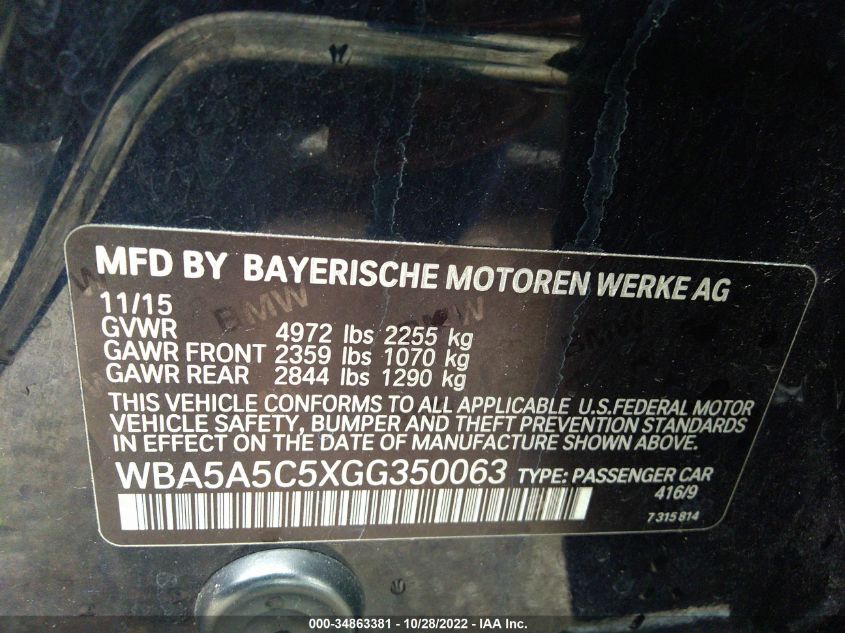 MFD BY BAYERISCHE MOTOREN WERKE AG
11/15
GVWR 4972 lbs 2255 kg
GAWR FRONT 2359 lbs 1070 kg
GAWR REAR 2844 lbs 1290 kg
THIS VEHICLE CONFORMS TO ALL APPLICABLE U.S.FEDERAL MOTOR
VEHICLE SAFETY, BUMPER AND THEFT PREVENTION STANDARDS
IN EFFECT ON THE DATE OF MANUFACTURE SHOWN ABOVE.
WBA5A5C5XGG350063 TYPE: PASSENGER CAR
416/9
7 315 814
BMW
000-34863381 - 10/28/2022 - IAA Inc.